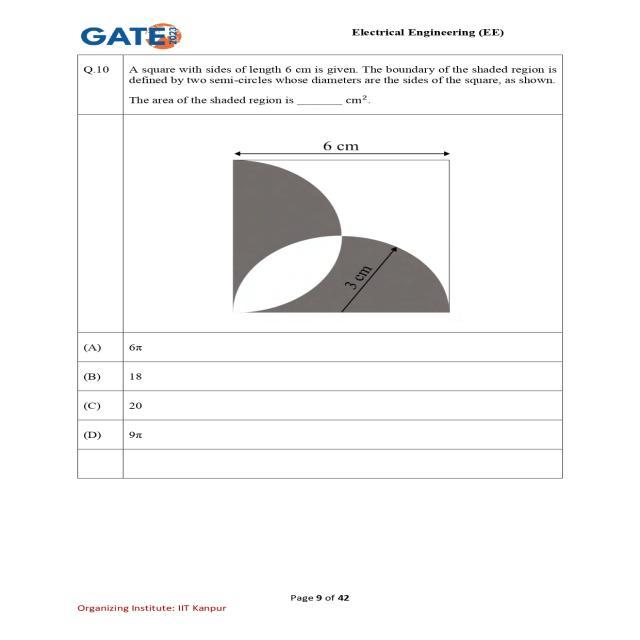 GATE 2023
Electrical Engineering (EE)
Q.10
A square with sides of length 6 cm is given. The boundary of the shaded region is
defined by two semi-circles whose diameters are the sides of the square, as shown.
The area of the shaded region is ________ cm².
6 cm
3 cm
(A) 6π
(B) 18
(C) 20
(D) 9π
Page 9 of 42
Organizing Institute: IIT Kanpur